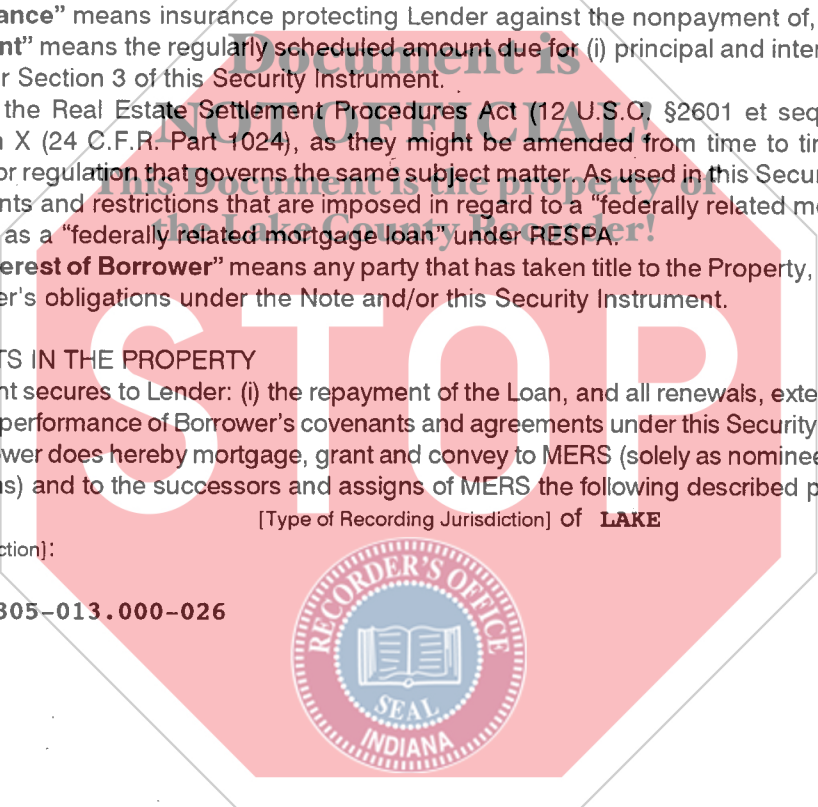 ance” means insurance protecting Lender against the nonpayment of,
nt” means the regularly scheduled amount due for (i) principal and inter
r Section 3 of this Security Instrument.
the Real Estate Settlement Procedures Act (12 U.S.C. §2601 et seq
n X (24 C.F.R. Part 1024), as they might be amended from time to tim
or regulation that governs the same subject matter. As used in this Secur
nts and restrictions that are imposed in regard to a “federally related mo
as a “federally related mortgage loan” under RESPA.
erest of Borrower” means any party that has taken title to the Property,
er's obligations under the Note and/or this Security Instrument.
TS IN THE PROPERTY
nt secures to Lender: (i) the repayment of the Loan, and all renewals, exte
performance of Borrower's covenants and agreements under this Security
wer does hereby mortgage, grant and convey to MERS (solely as nominee
ns) and to the successors and assigns of MERS the following described p
[Type of Recording Jurisdiction] of LAKE
ction]:
305-013.000-026
Document is
NOT OFFICIAL!
This Document is the property of
the Lake County Recorder!
STOP
RECORDER'S OFFICE
SEAL
INDIANA